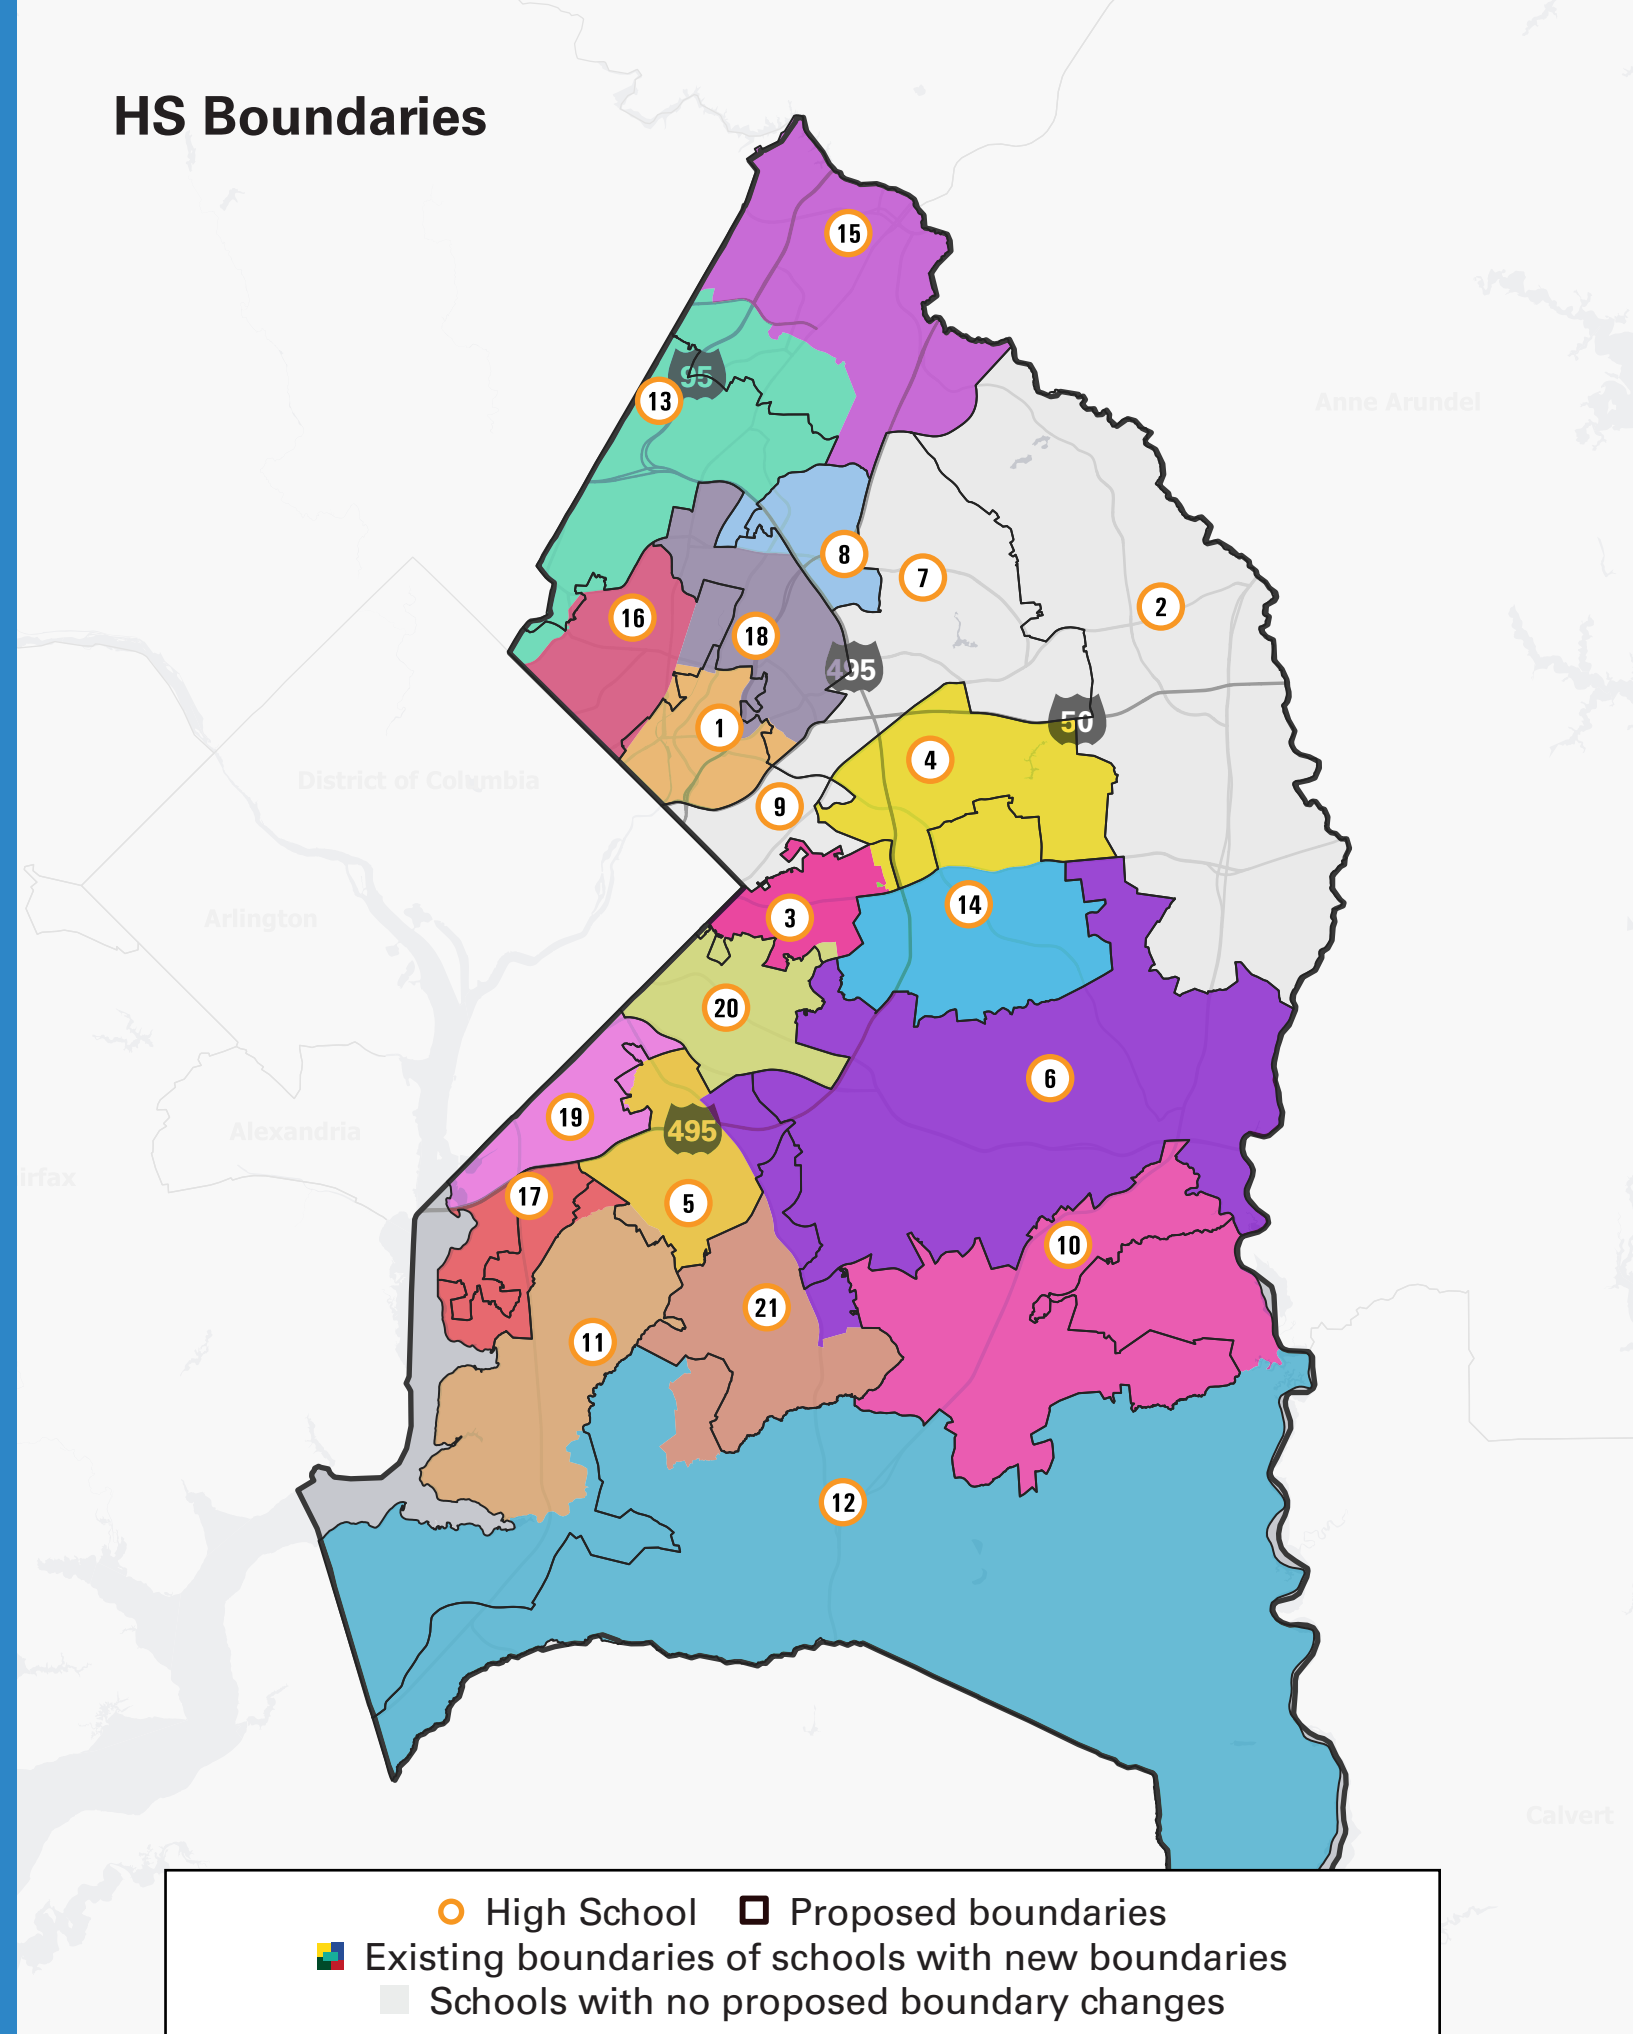 HS Boundaries
15
Anne Arundel
95
13
8
7
2
16
18
495
50
1
4
District of Columbia
9
14
3
Arlington
20
6
19
495
Alexandria
irfax
17
5
10
21
11
12
Calvert
High School
Proposed boundaries
Existing boundaries of schools with new boundaries
Schools with no proposed boundary changes